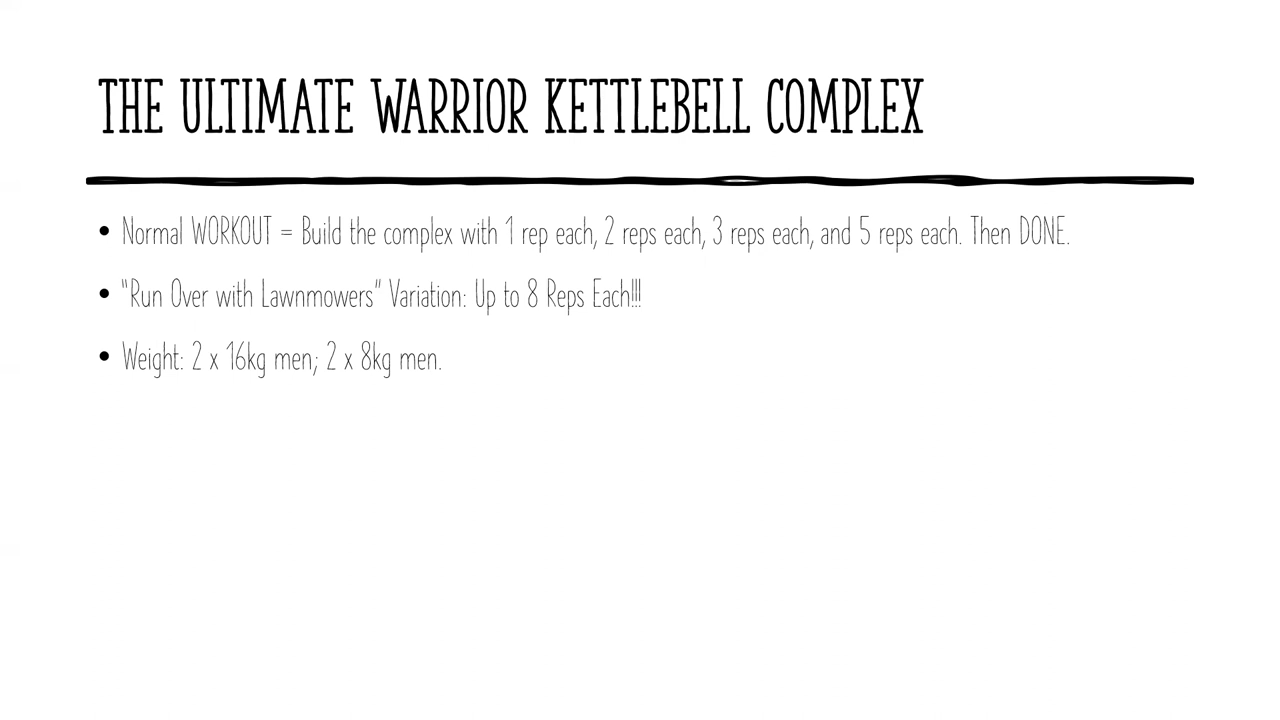 THE ULTIMATE WARRIOR KETTLEBELL COMPLEX
• Normal WORKOUT = Build the complex with 1 rep each, 2 reps each, 3 reps each, and 5 reps each. Then DONE.
• "Run Over with Lawnmowers" Variation: Up to 8 Reps Each!!!
• Weight: 2 x 16kg men; 2 x 8kg men.